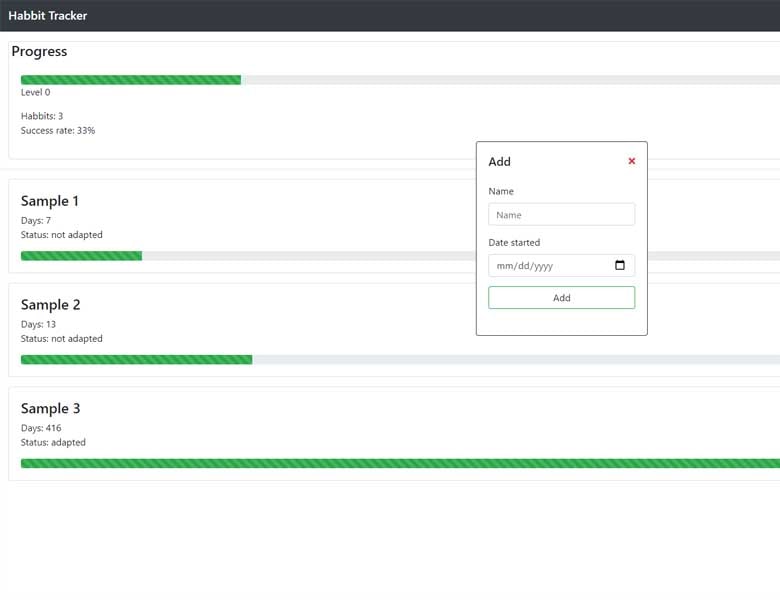 Habbit Tracker
Progress
Level 0
Habbits: 3
Success rate: 33%
Sample 1
Days: 7
Status: not adapted
Sample 2
Days: 13
Status: not adapted
Sample 3
Days: 416
Status: adapted
Add
Name
Name
Date started
mm/dd/yyyy
Add